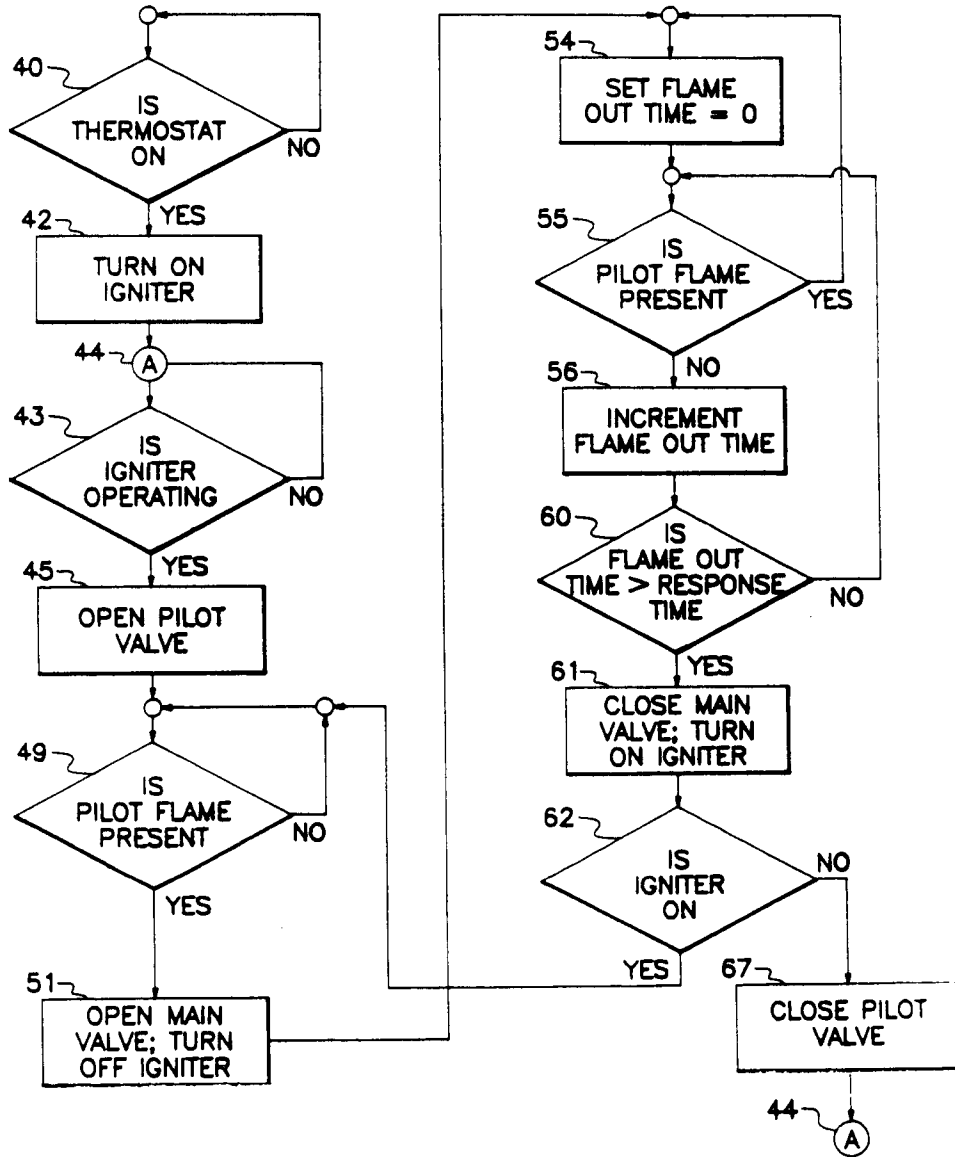 40
IS
THERMOSTAT
ON
NO
YES
42
TURN ON
IGNITER
44
A
43
IS
IGNITER
OPERATING
NO
YES
45
OPEN PILOT
VALVE
49
IS
PILOT FLAME
PRESENT
NO
YES
51
OPEN MAIN
VALVE; TURN
OFF IGNITER
54
SET FLAME
OUT TIME = 0
55
IS
PILOT FLAME
PRESENT
YES
NO
56
INCREMENT
FLAME OUT TIME
60
IS
FLAME OUT
TIME > RESPONSE
TIME
NO
YES
61
CLOSE MAIN
VALVE; TURN
ON IGNITER
62
IS
IGNITER
ON
NO
YES
67
CLOSE PILOT
VALVE
44
A